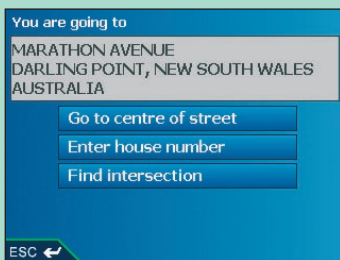 You are going to
MARATHON AVENUE
DARLING POINT, NEW SOUTH WALES
AUSTRALIA
Go to centre of street
Enter house number
Find intersection
ESC